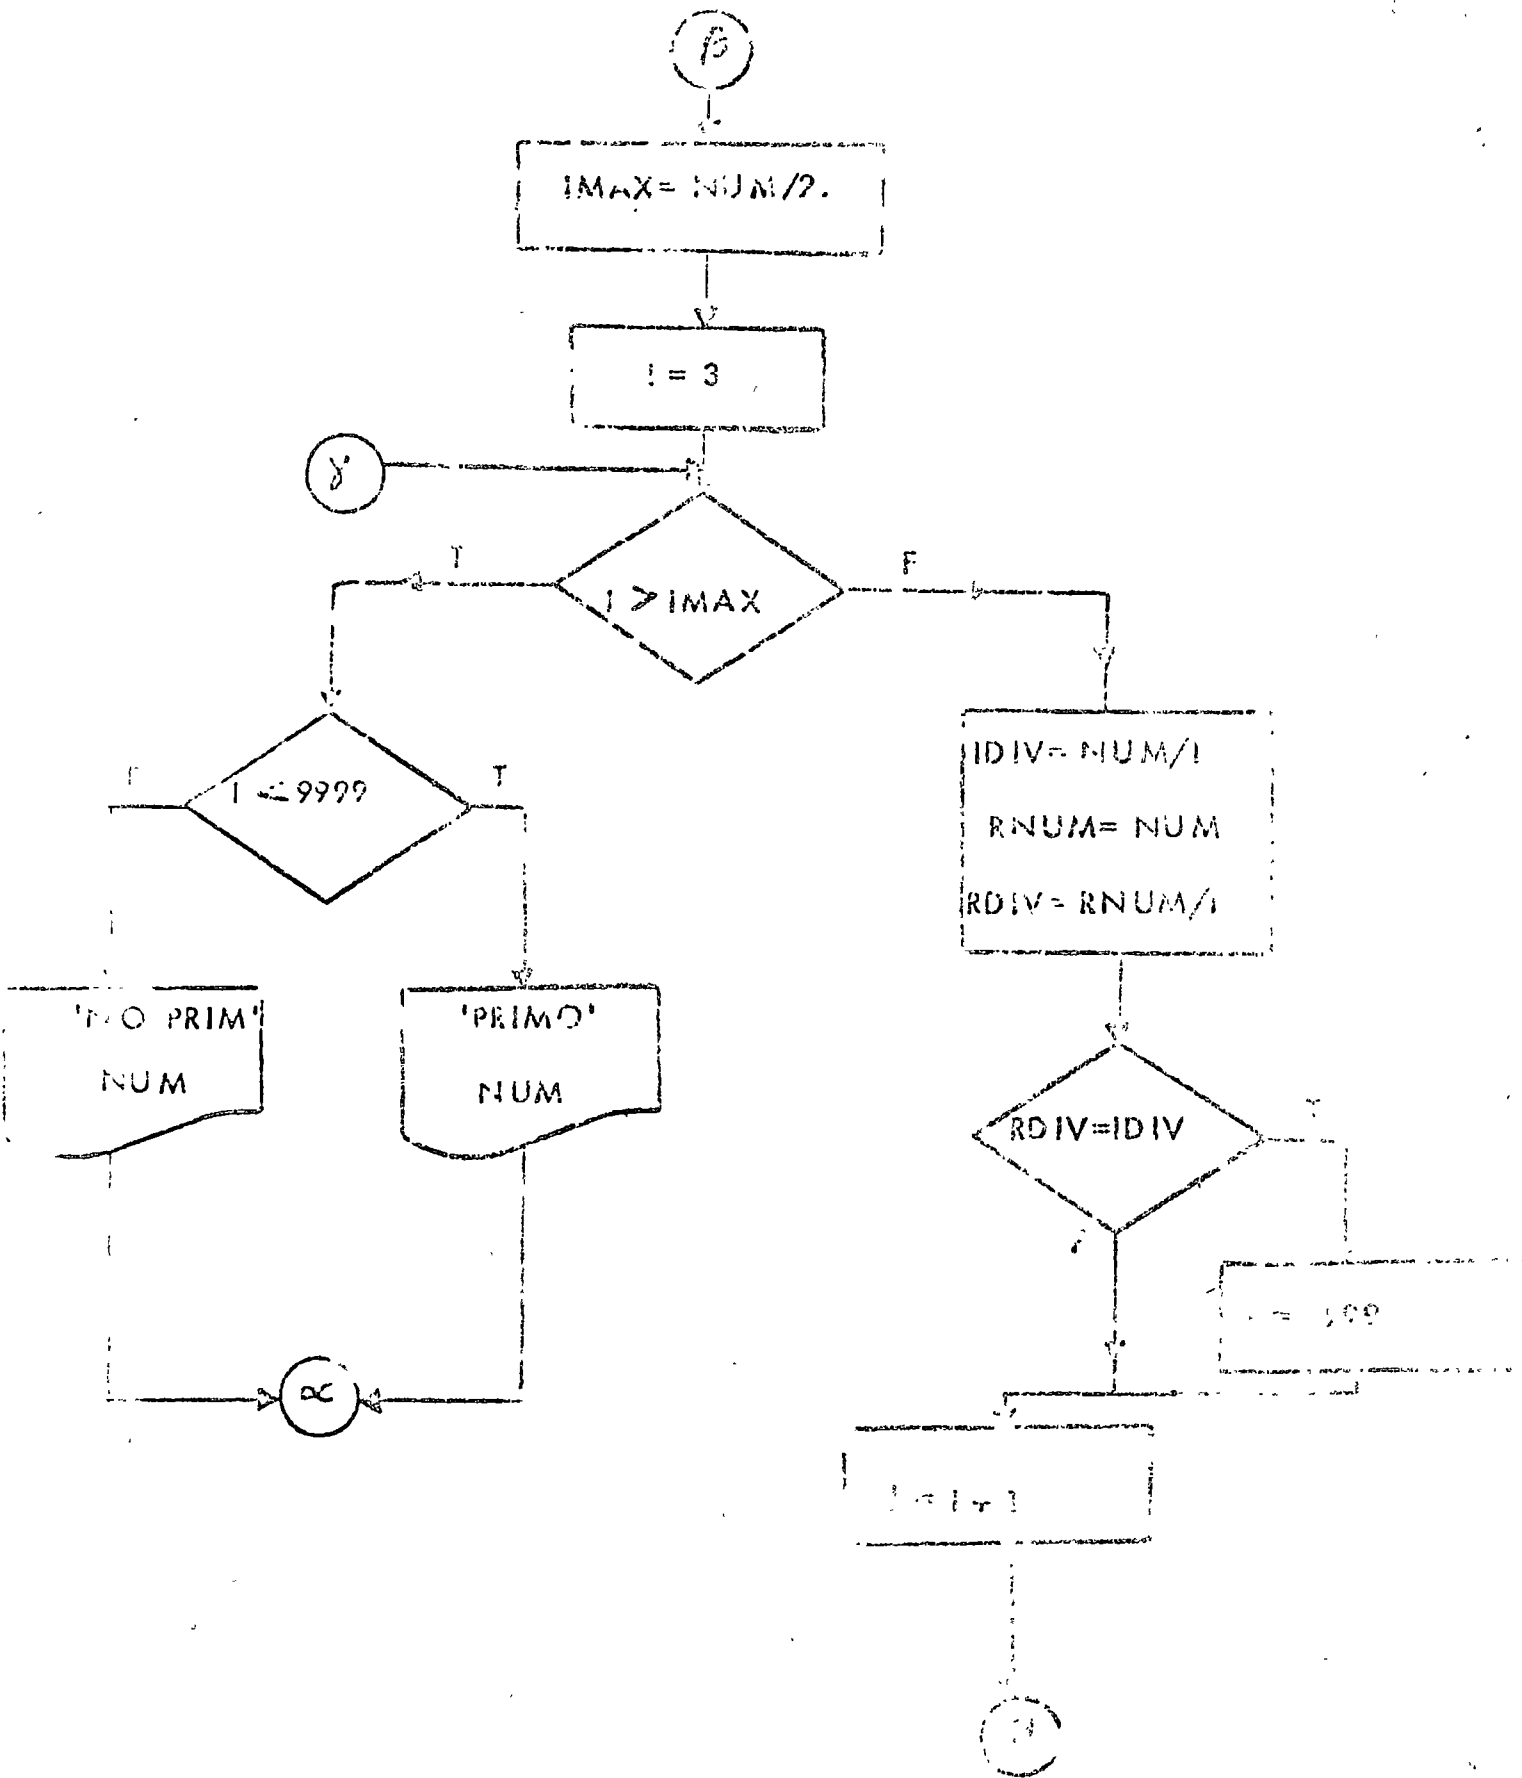 β
IMAX= NUM/2.
I = 3
γ
T
F
I > IMAX
F
T
I < 9999
IDIV= NUM/I
RNUM= NUM
RDIV= RNUM/I
'NO PRIM'
NUM
'PRIMO'
NUM
RDIV=IDIV
T
α
I = I + 1